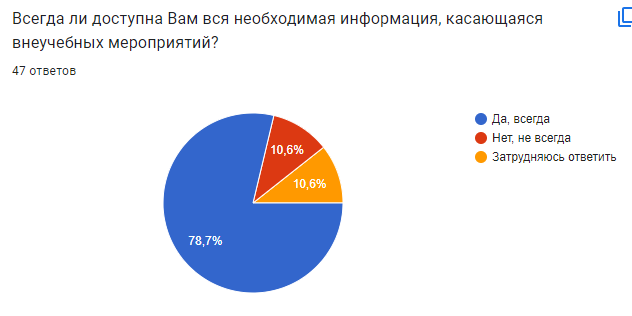 Всегда ли доступна Вам вся необходимая информация, касающаяся
внеучебных мероприятий?
47 ответов
Да, всегда
Нет, не всегда
Затрудняюсь ответить
10,6%
10,6%
78,7%